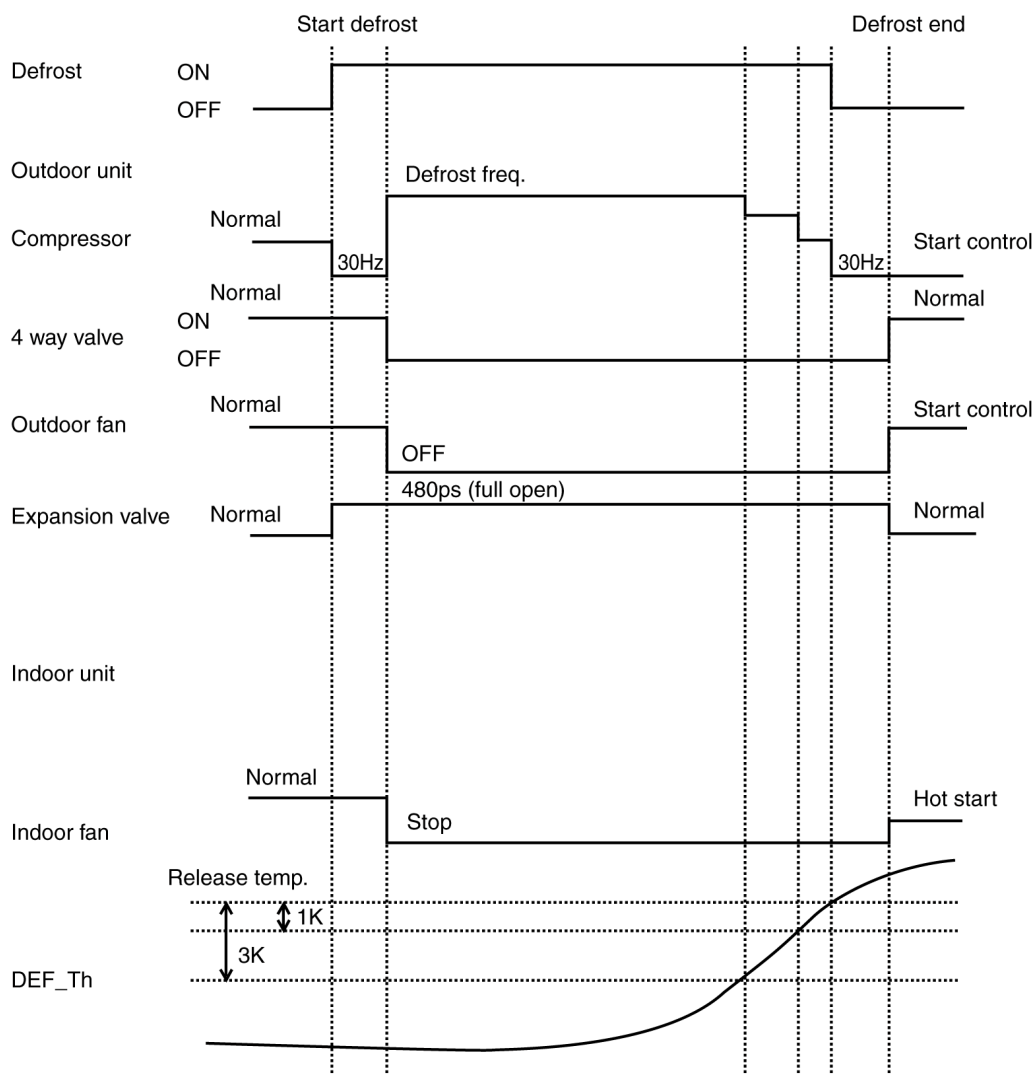 Start defrost
Defrost end
Defrost
ON
OFF
Outdoor unit
Defrost freq.
Normal
Compressor
30Hz
30Hz
Start control
Normal
Normal
ON
4 way valve
OFF
Normal
Start control
Outdoor fan
OFF
480ps (full open)
Expansion valve
Normal
Normal
Indoor unit
Normal
Hot start
Indoor fan
Stop
Release temp.
1K
3K
DEF_Th